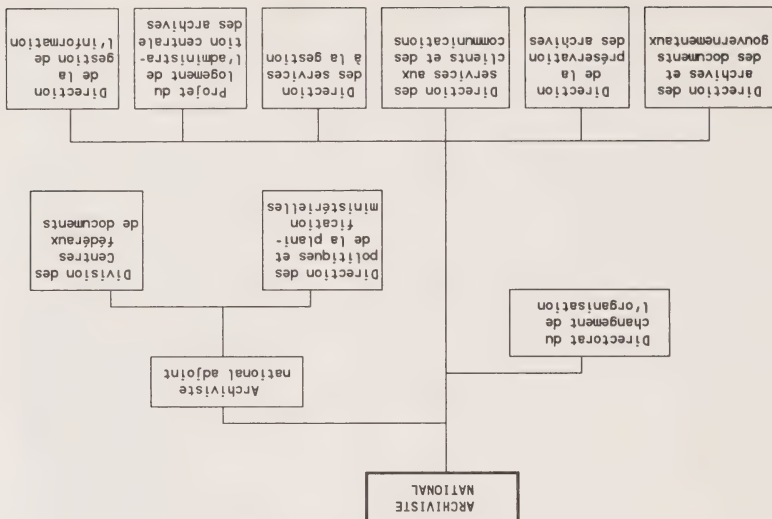 ARCHIVISTE
NATIONAL
Archiviste
national adjoint
Directorat du
changement de
l'organisation
Direction des
politiques et
de la plani-
fication
ministérielles
Division des
Centres
fédéraux
de documents
Direction des
archives et
des documents
gouvernementaux
Direction
de la
préservation
des archives
Direction des
services aux
clients et des
communications
Direction
des services
à la gestion
Projet du
logement de
l'administra-
tion centrale
des archives
Direction
de la
gestion de
l'information